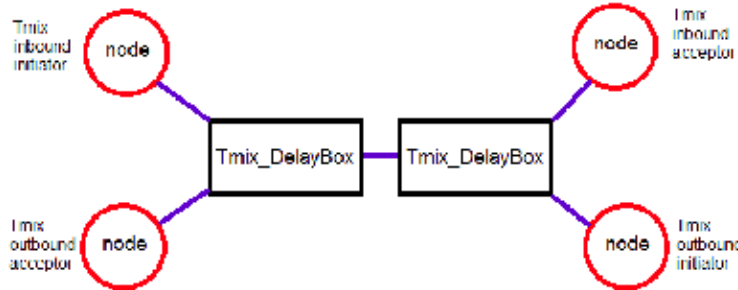 Tmix
inbound
initiator
node
node
Tmix
inbound
acceptor
Tmix_DelayBox
Tmix_DelayBox
Tmix
outbound
acceptor
node
node
Tmix
outbound
initiator